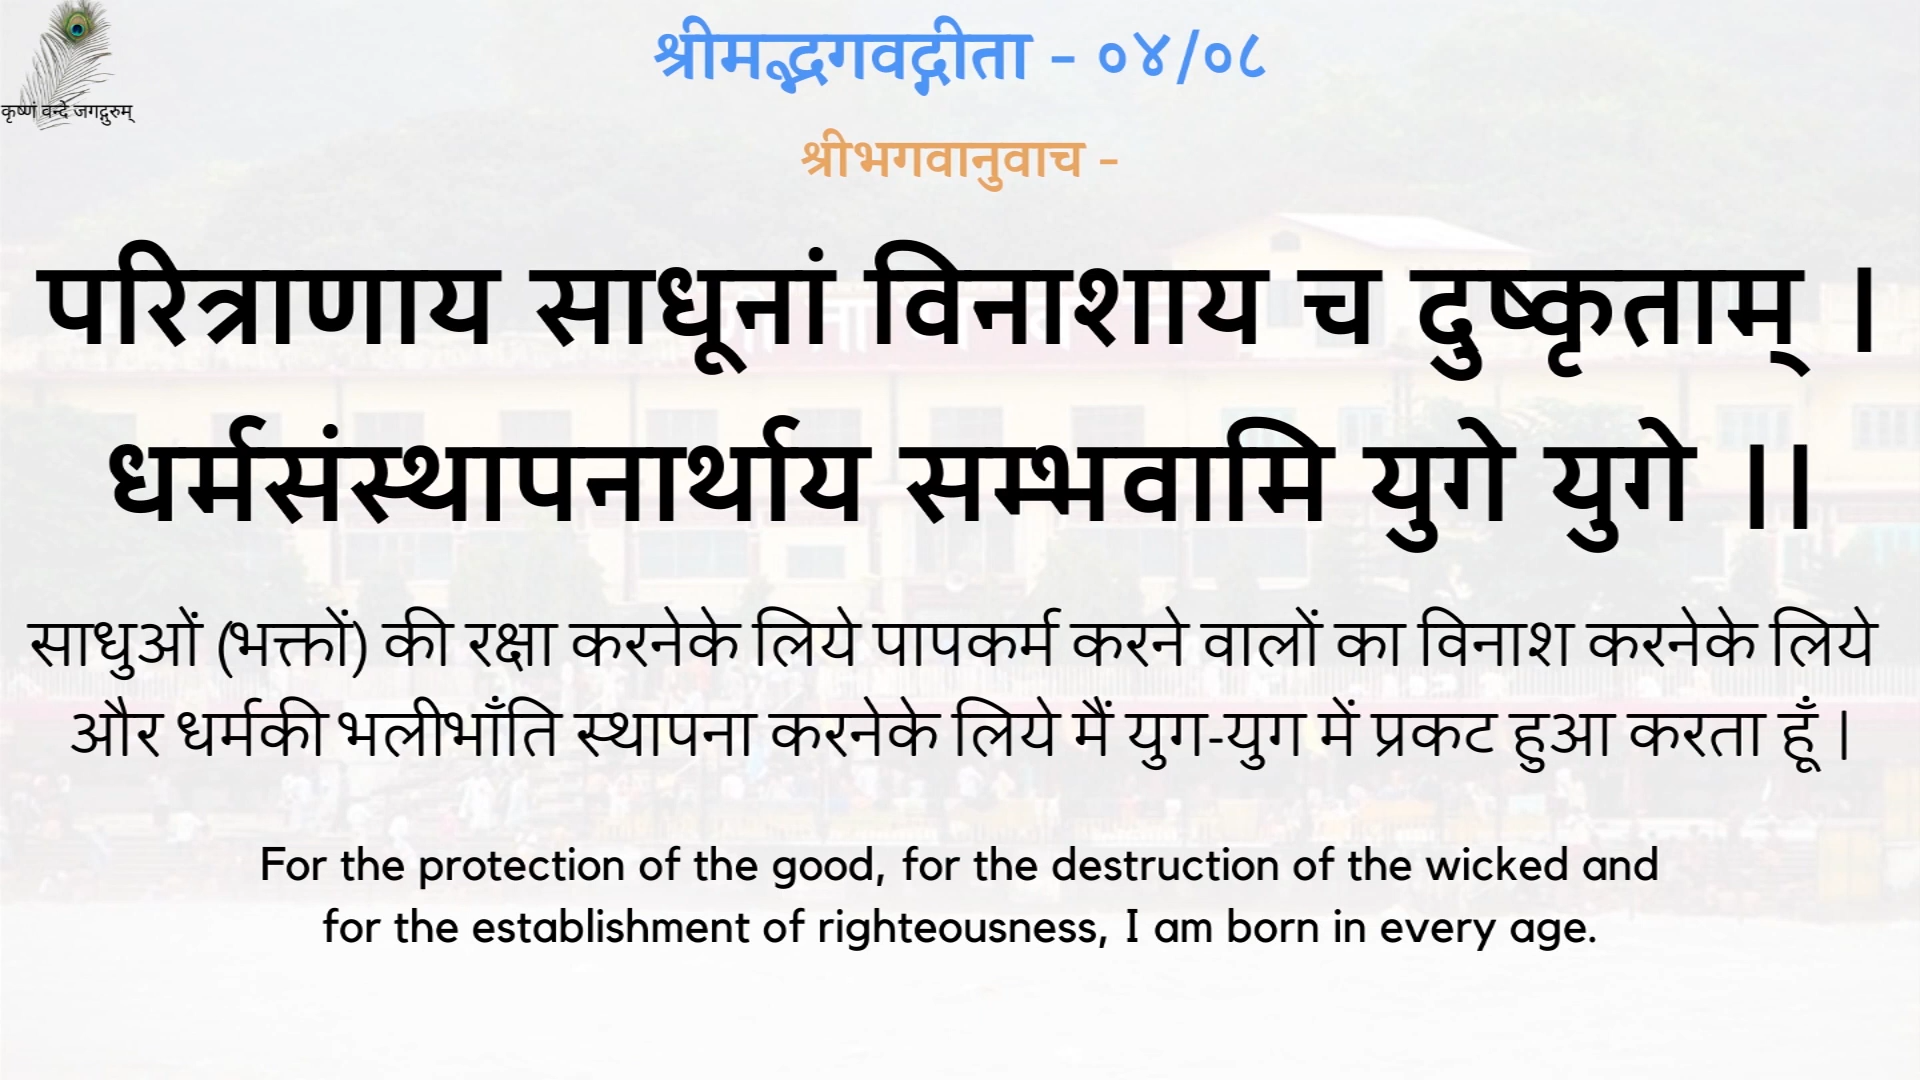 कृष्णं वन्दे जगद्गुरुम्
श्रीमद्भगवद्गीता - ०४/०८
श्रीभगवानुवाच -
परित्राणाय साधूनां विनाशाय च दुष्कृताम् ।
धर्मसंस्थापनार्थाय सम्भवामि युगे युगे ।।
साधुओं (भक्तों) की रक्षा करनेके लिये पापकर्म करने वालों का विनाश करनेके लिये
और धर्मकी भलीभाँति स्थापना करनेके लिये मैं युग-युग में प्रकट हुआ करता हूँ |
For the protection of the good, for the destruction of the wicked and
for the establishment of righteousness, I am born in every age.